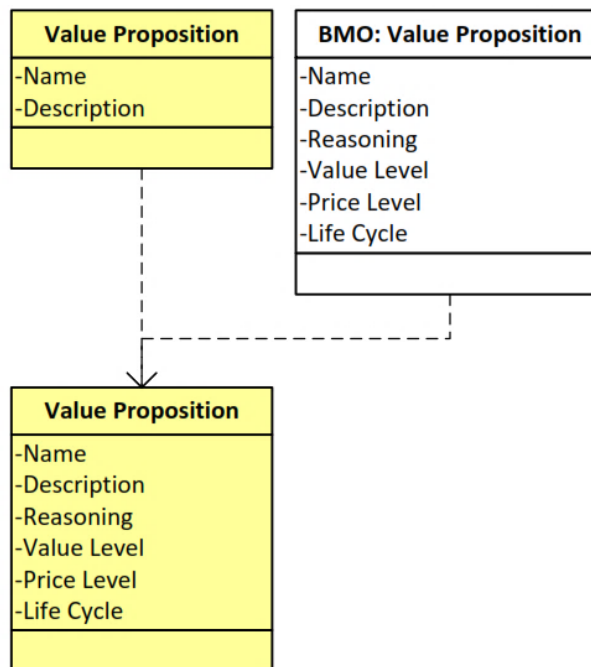 Value Proposition
-Name
-Description
BMO: Value Proposition
-Name
-Description
-Reasoning
-Value Level
-Price Level
-Life Cycle
Value Proposition
-Name
-Description
-Reasoning
-Value Level
-Price Level
-Life Cycle